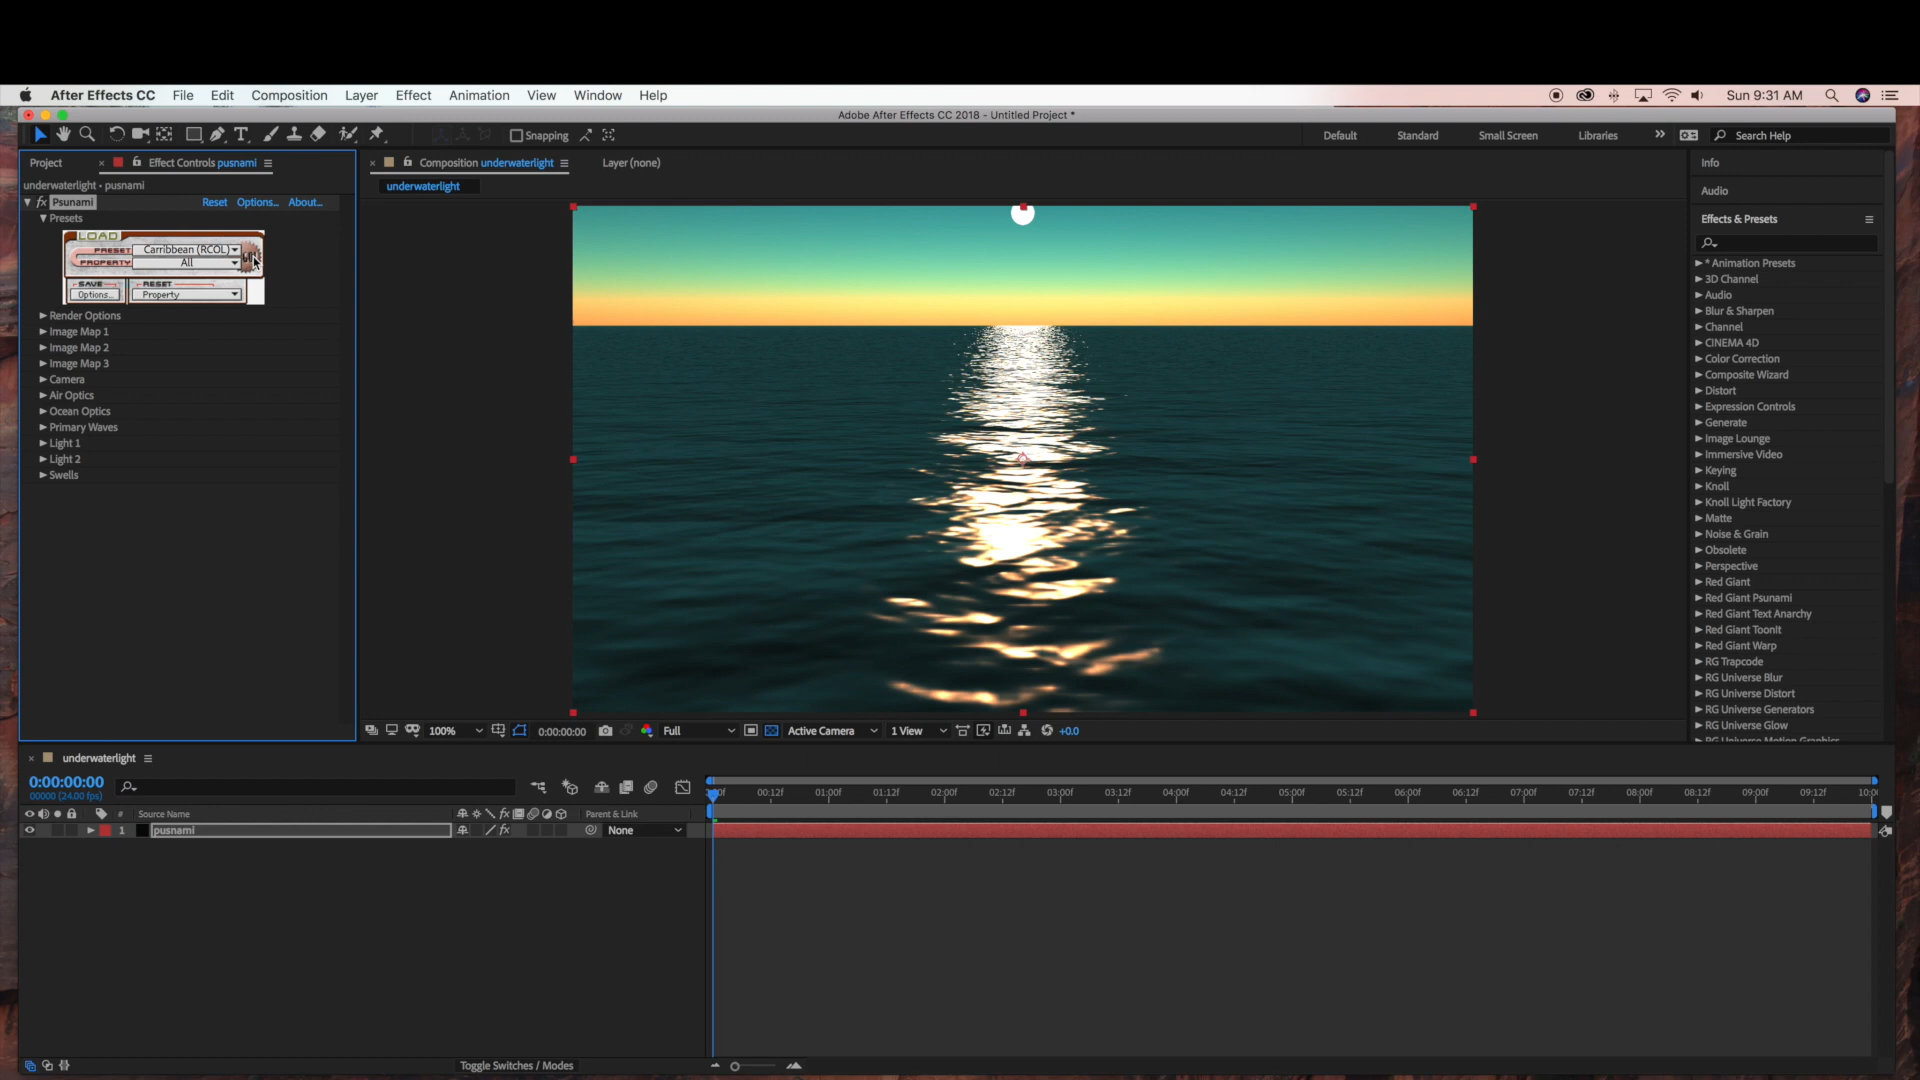 After Effects CC File Edit Composition Layer Effect Animation View Window Help Sun 9:31 AM
Adobe After Effects CC 2018 - Untitled Project *
Snapping Default Standard Small Screen Libraries Search Help
Project Effect Controls pusnami
underwaterlight • pusnami
Psunami Reset Options... About...
Presets
LOAD
PRESET Carribbean (RCOL)
PROPERTY All
SAVE RESET
Options... Property
Render Options
Image Map 1
Image Map 2
Image Map 3
Camera
Air Optics
Ocean Optics
Primary Waves
Light 1
Light 2
Swells
Composition underwaterlight Layer (none)
underwaterlight
100% 0:00:00:00 Full Active Camera 1 View +0.0
Info
Audio
Effects & Presets
* Animation Presets
3D Channel
Audio
Blur & Sharpen
Channel
CINEMA 4D
Color Correction
Composite Wizard
Distort
Expression Controls
Generate
Image Lounge
Immersive Video
Keying
Knoll
Knoll Light Factory
Matte
Noise & Grain
Obsolete
Perspective
Red Giant
Red Giant Psunami
Red Giant Text Anarchy
Red Giant ToonIt
Red Giant Warp
RG Trapcode
RG Universe Blur
RG Universe Distort
RG Universe Generators
RG Universe Glow
RG Universe Motion Graphics
underwaterlight
0:00:00:00
00000 (24.00 fps)
00:12f 01:00f 01:12f 02:00f 02:12f 03:00f 03:12f 04:00f 04:12f 05:00f 05:12f 06:00f 06:12f 07:00f 07:12f 08:00f 08:12f 09:00f 09:12f
# Source Name Parent & Link
1 pusnami None
Toggle Switches / Modes